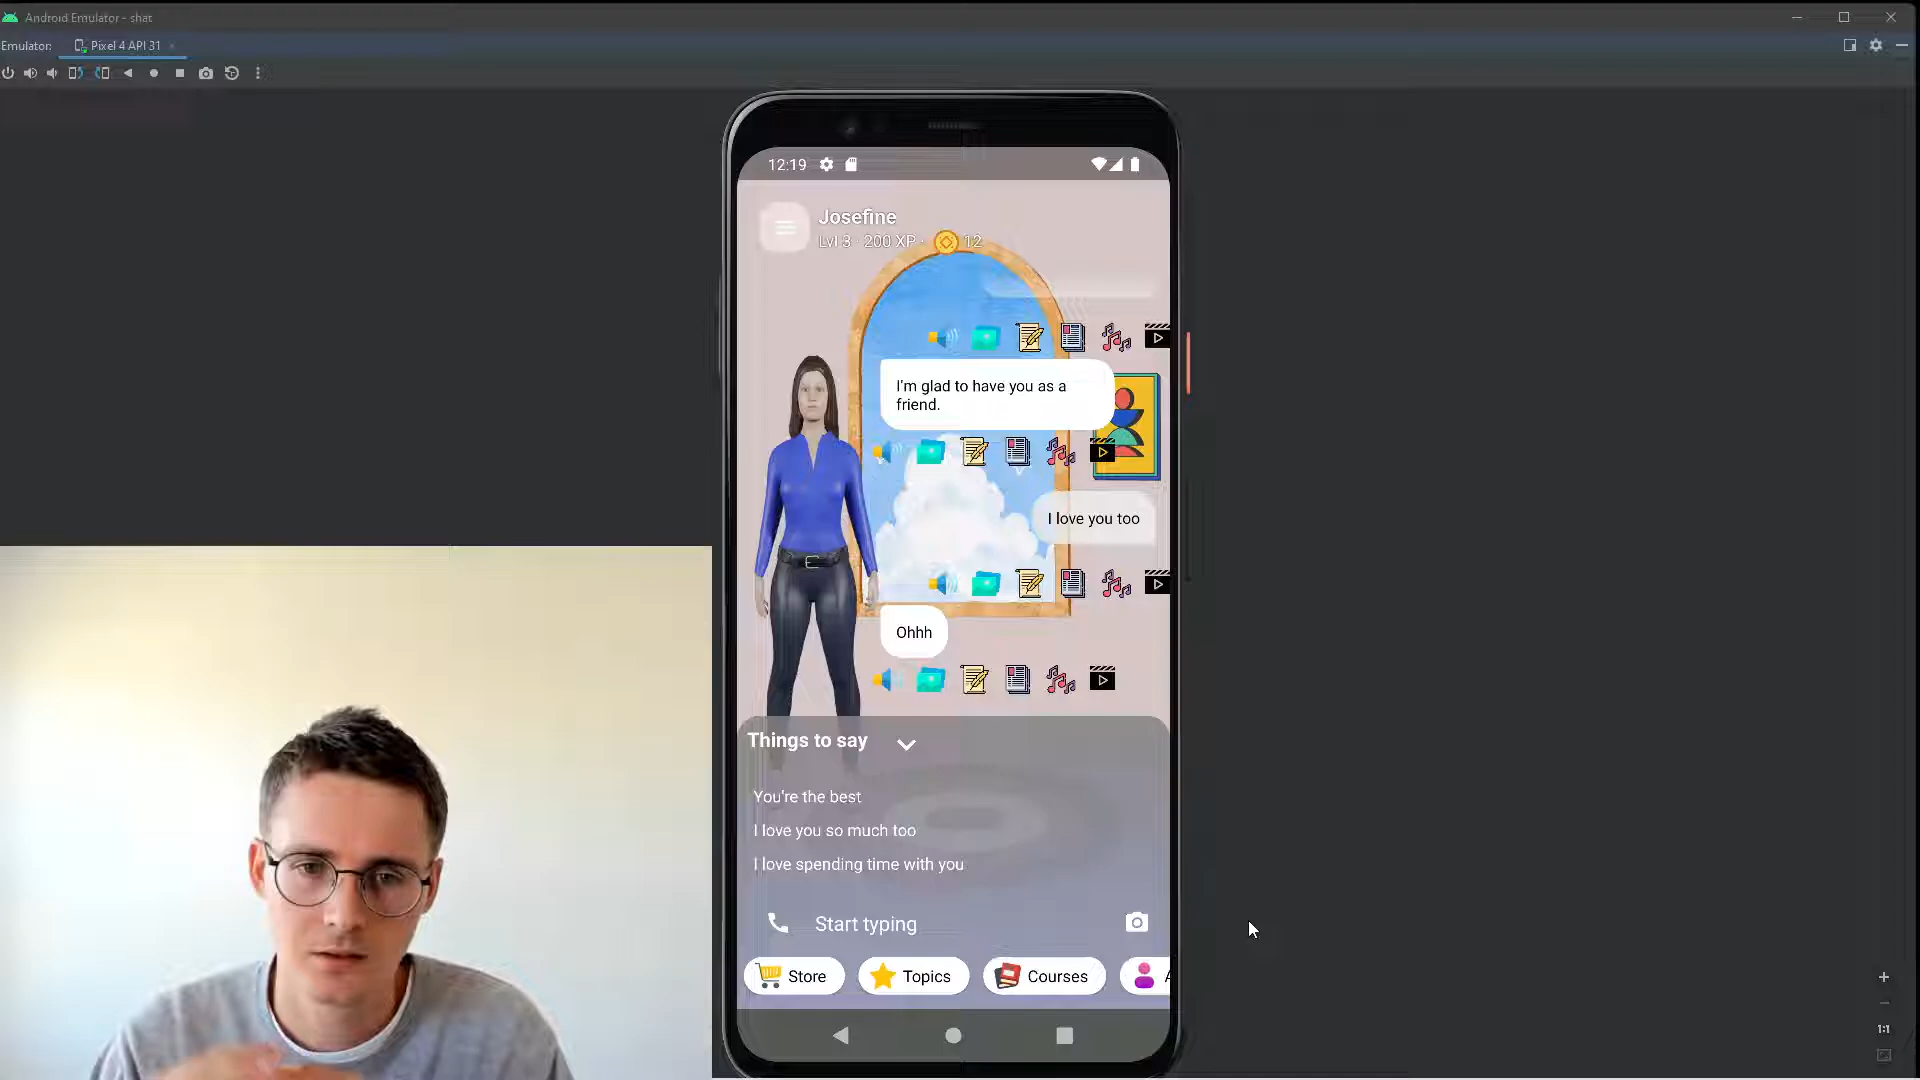 Android Emulator - shat
Emulator:
Pixel 4 API 31
12:19
Josefine
Lvl 3 · 200 XP · 12
I'm glad to have you as a
friend.
I love you too
Ohhh
Things to say
You're the best
I love you so much too
I love spending time with you
Start typing
Store
Topics
Courses
A
1:1